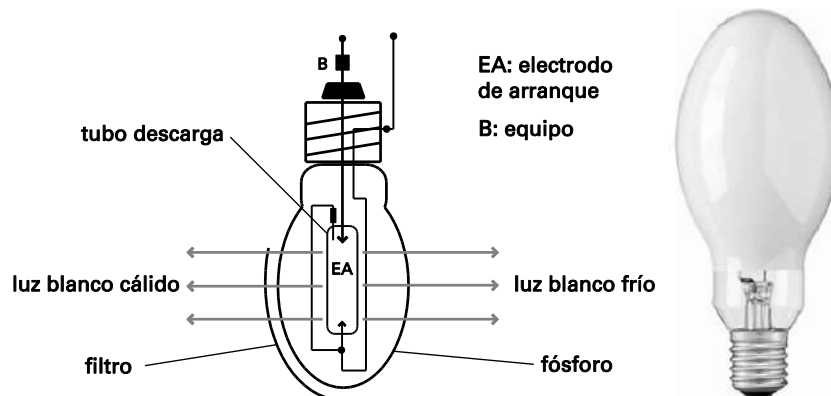 B
EA: electrodo
de arranque
B: equipo
tubo descarga
EA
luz blanco cálido
luz blanco frío
filtro
fósforo